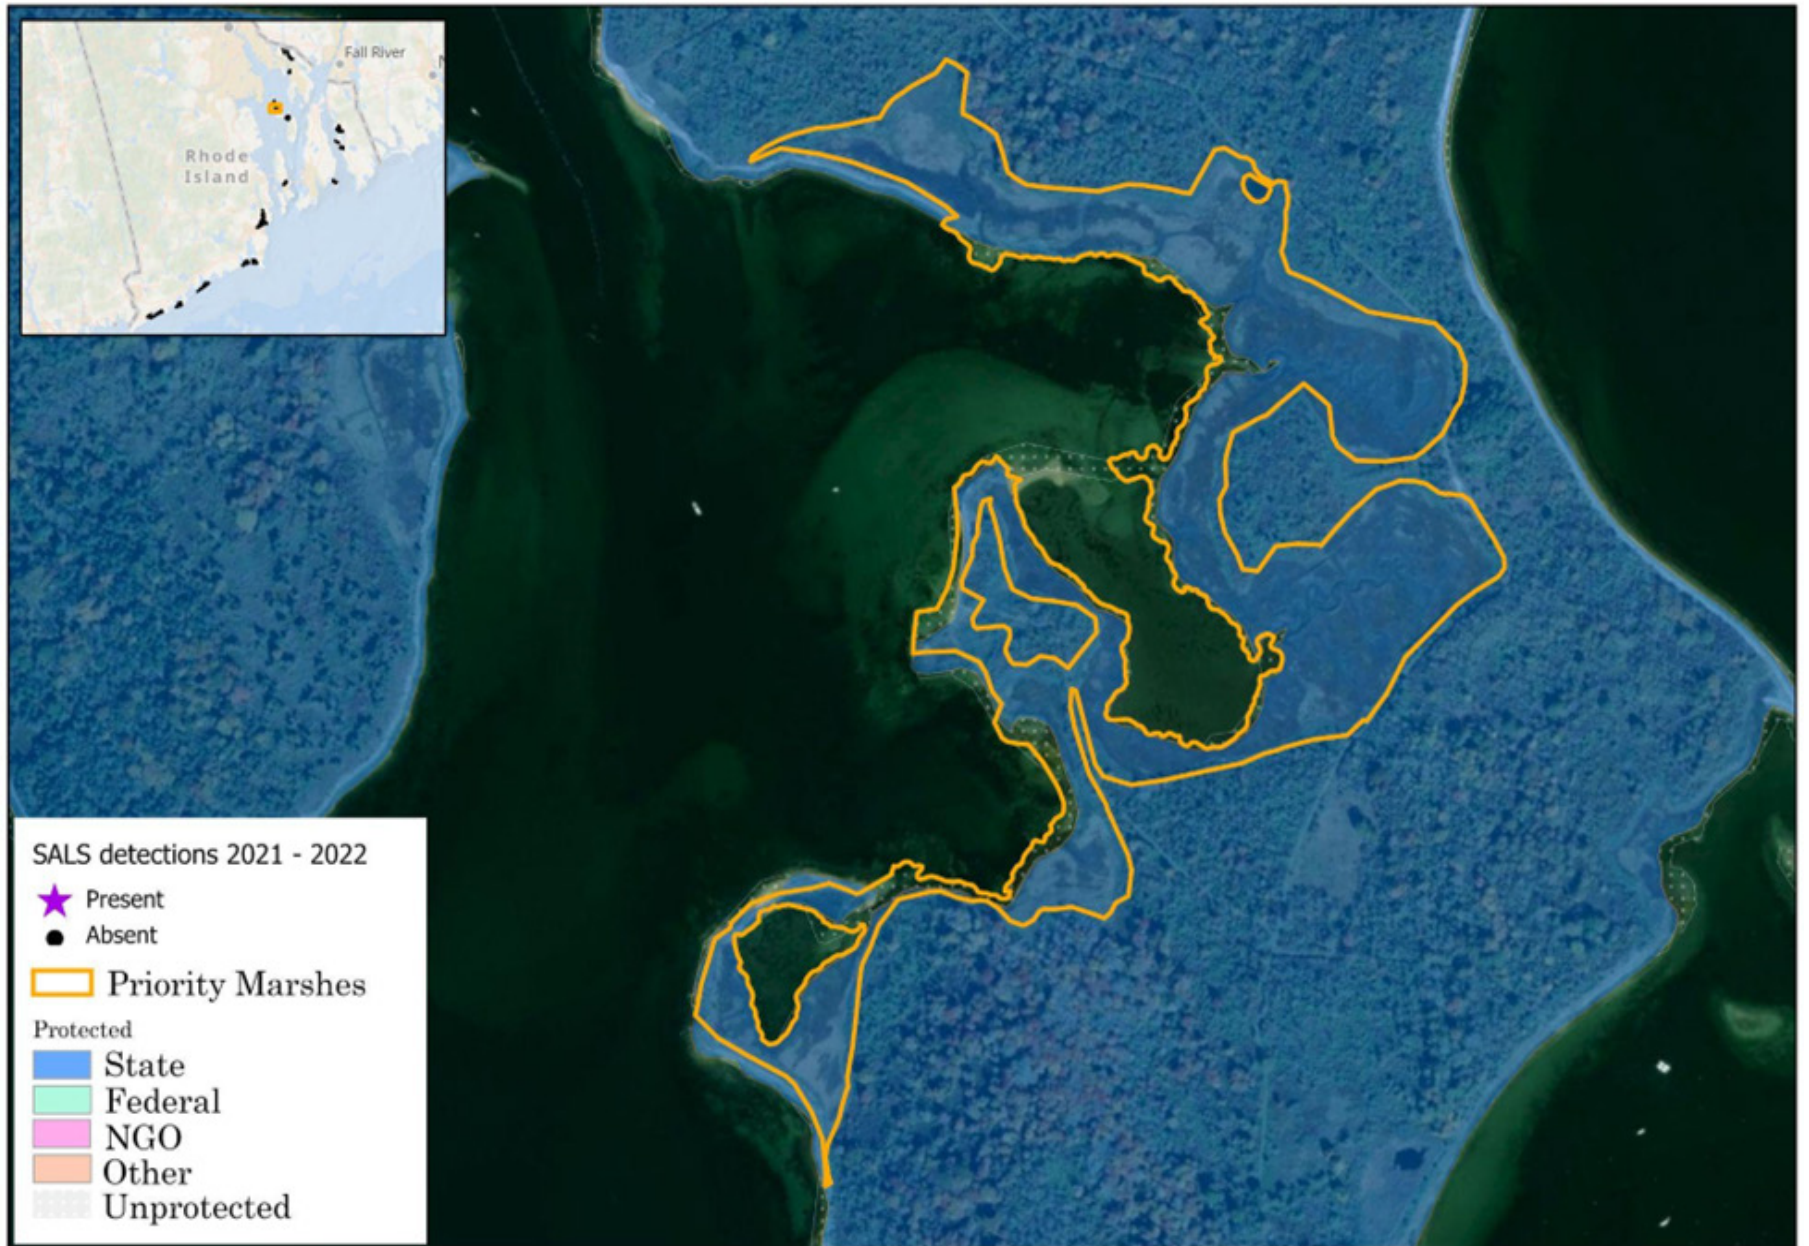 Fall River
N
Rhode
Island
SALS detections 2021 - 2022
Present
Absent
Priority Marshes
Protected
State
Federal
NGO
Other
Unprotected